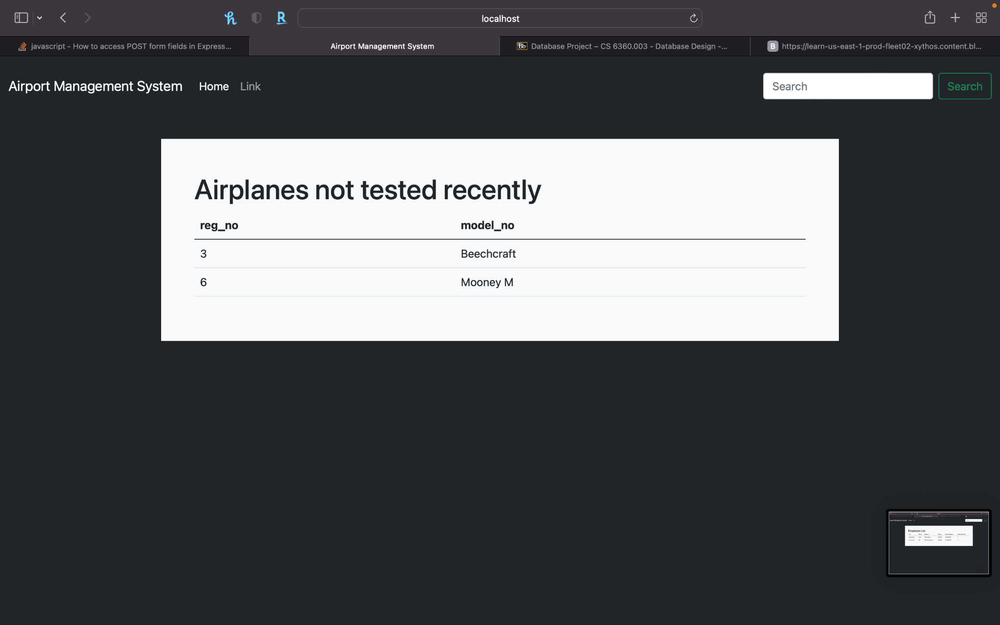 localhost
javascript - How to access POST form fields in Express...
Airport Management System
Bb Database Project – CS 6360.003 - Database Design -...
B https://learn-us-east-1-prod-fleet02-xythos.content.bl...
Airport Management System Home Link Search Search
Airplanes not tested recently
reg_no model_no
3 Beechcraft
6 Mooney M
Employee List